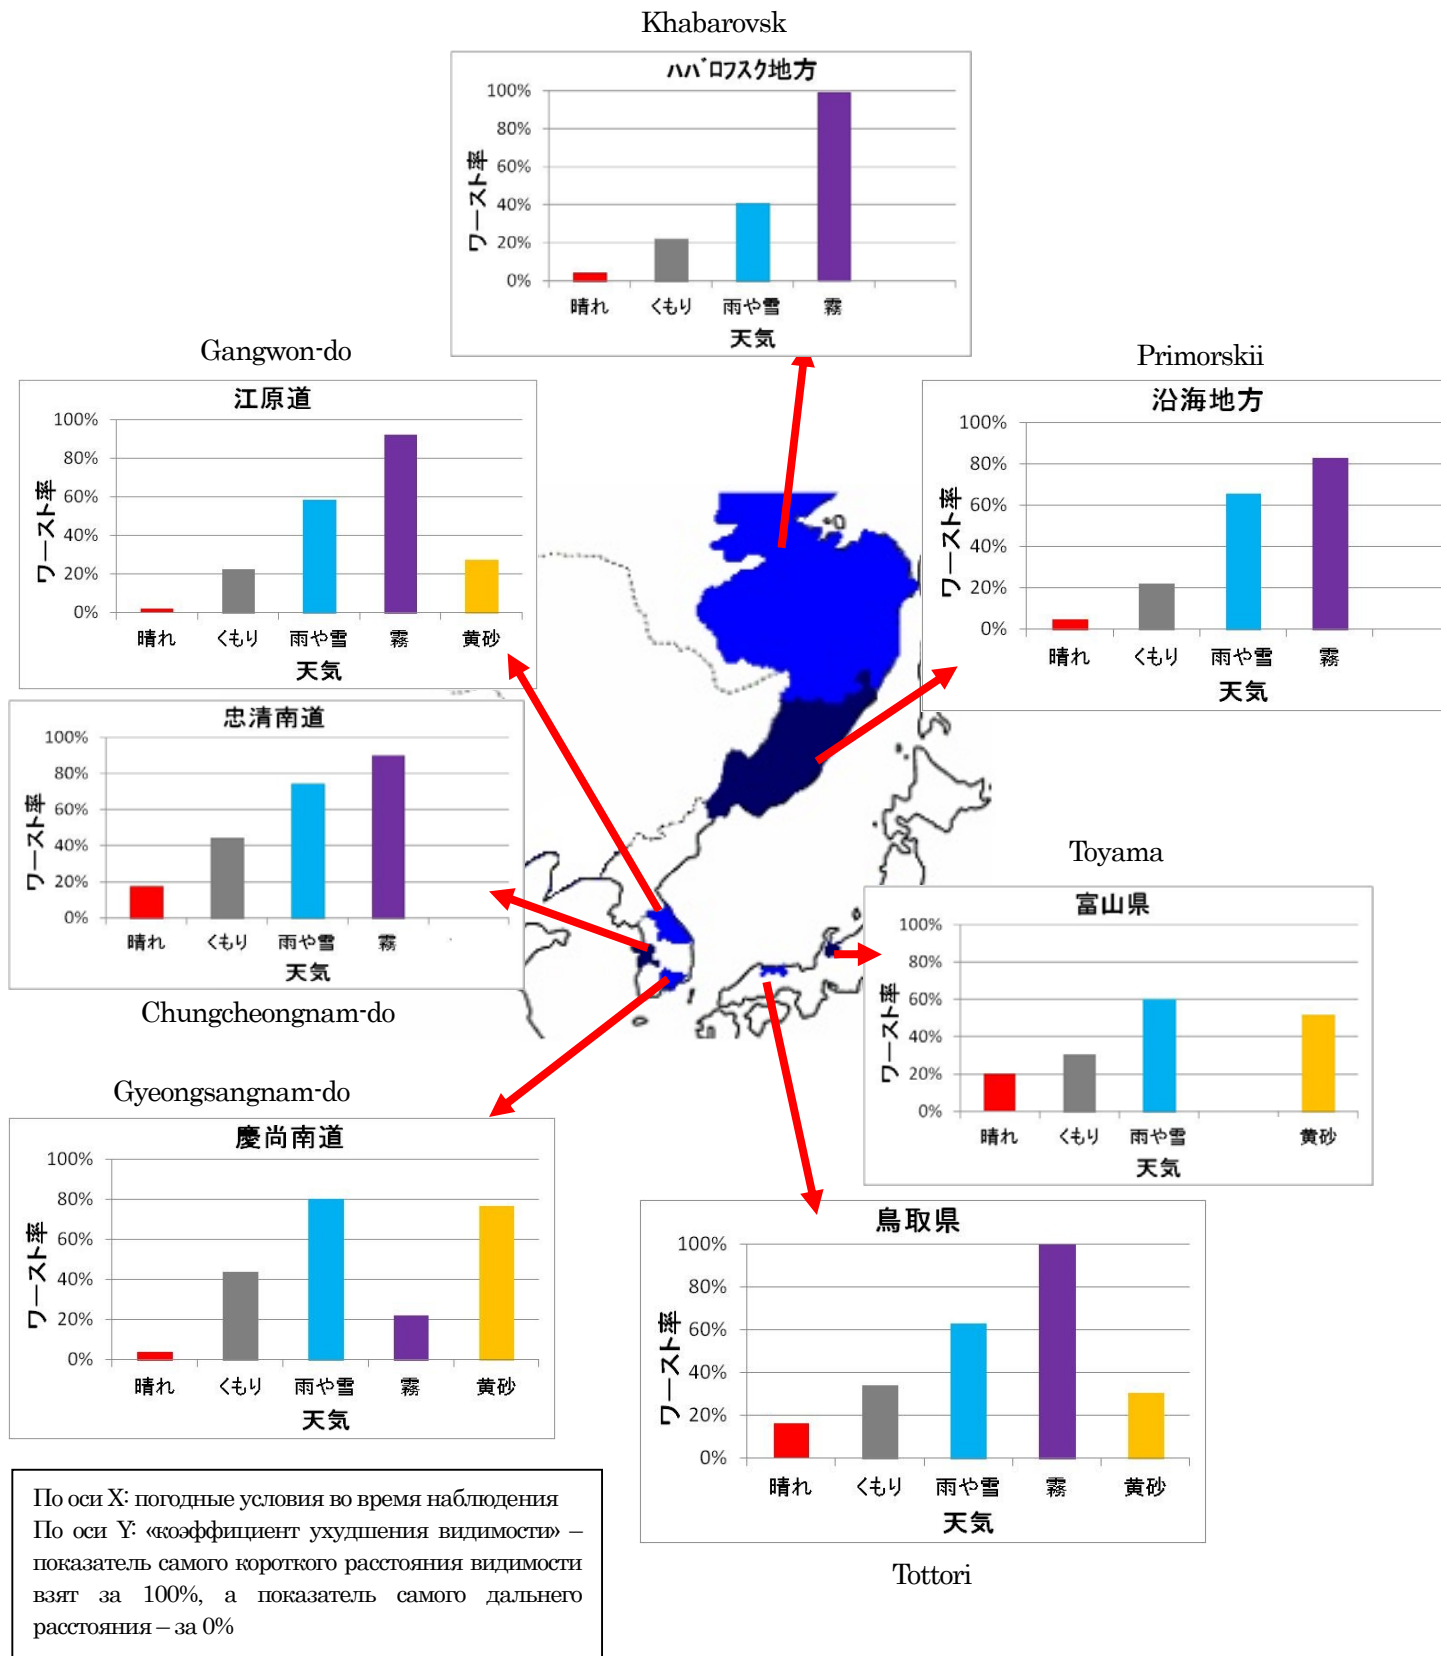 Khabarovsk
ハバロフスク地方
100%
80%
60%
40%
20%
0%
ワースト率
晴れ くもり 雨や雪 霧
天気
Gangwon-do
江原道
100%
80%
60%
40%
20%
0%
ワースト率
晴れ くもり 雨や雪 霧 黄砂
天気
Primorskii
沿海地方
100%
80%
60%
40%
20%
0%
ワースト率
晴れ くもり 雨や雪 霧
天気
忠清南道
100%
80%
60%
40%
20%
0%
ワースト率
晴れ くもり 雨や雪 霧
天気
Chungcheongnam-do
Toyama
富山県
100%
80%
60%
40%
20%
0%
ワースト率
晴れ くもり 雨や雪 黄砂
天気
Gyeongsangnam-do
慶尚南道
100%
80%
60%
40%
20%
0%
ワースト率
晴れ くもり 雨や雪 霧 黄砂
天気
鳥取県
100%
80%
60%
40%
20%
0%
ワースト率
晴れ くもり 雨や雪 霧 黄砂
天気
Tottori
По оси X: погодные условия во время наблюдения
По оси Y: «коэффициент ухудшения видимости» –
показатель самого короткого расстояния видимости
взят за 100%, а показатель самого дальнего
расстояния – за 0%